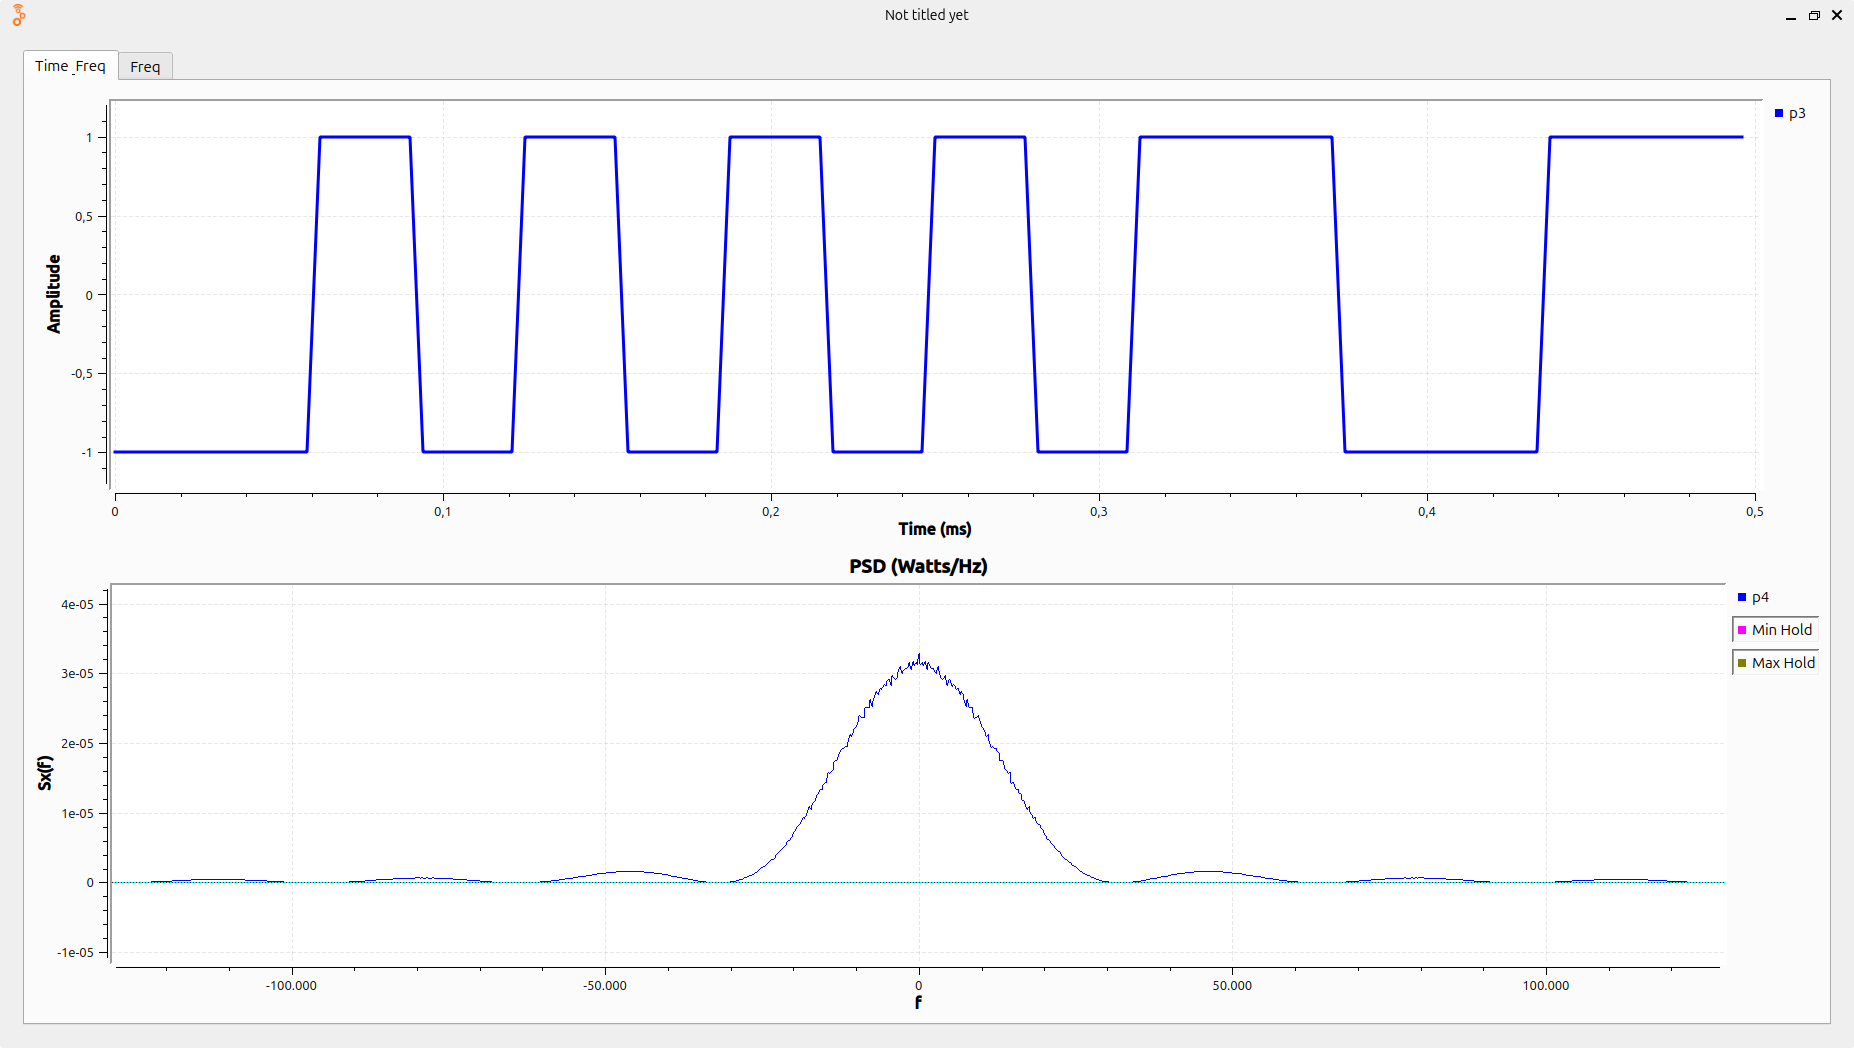 Not titled yet
Time_Freq
Freq
1
0,5
0
-0,5
-1
Amplitude
p3
0
0,1
0,2
0,3
0,4
0,5
Time (ms)
PSD (Watts/Hz)
4e-05
3e-05
2e-05
1e-05
0
-1e-05
Sx(f)
p4
Min Hold
Max Hold
-100.000
-50.000
0
50.000
100.000
f